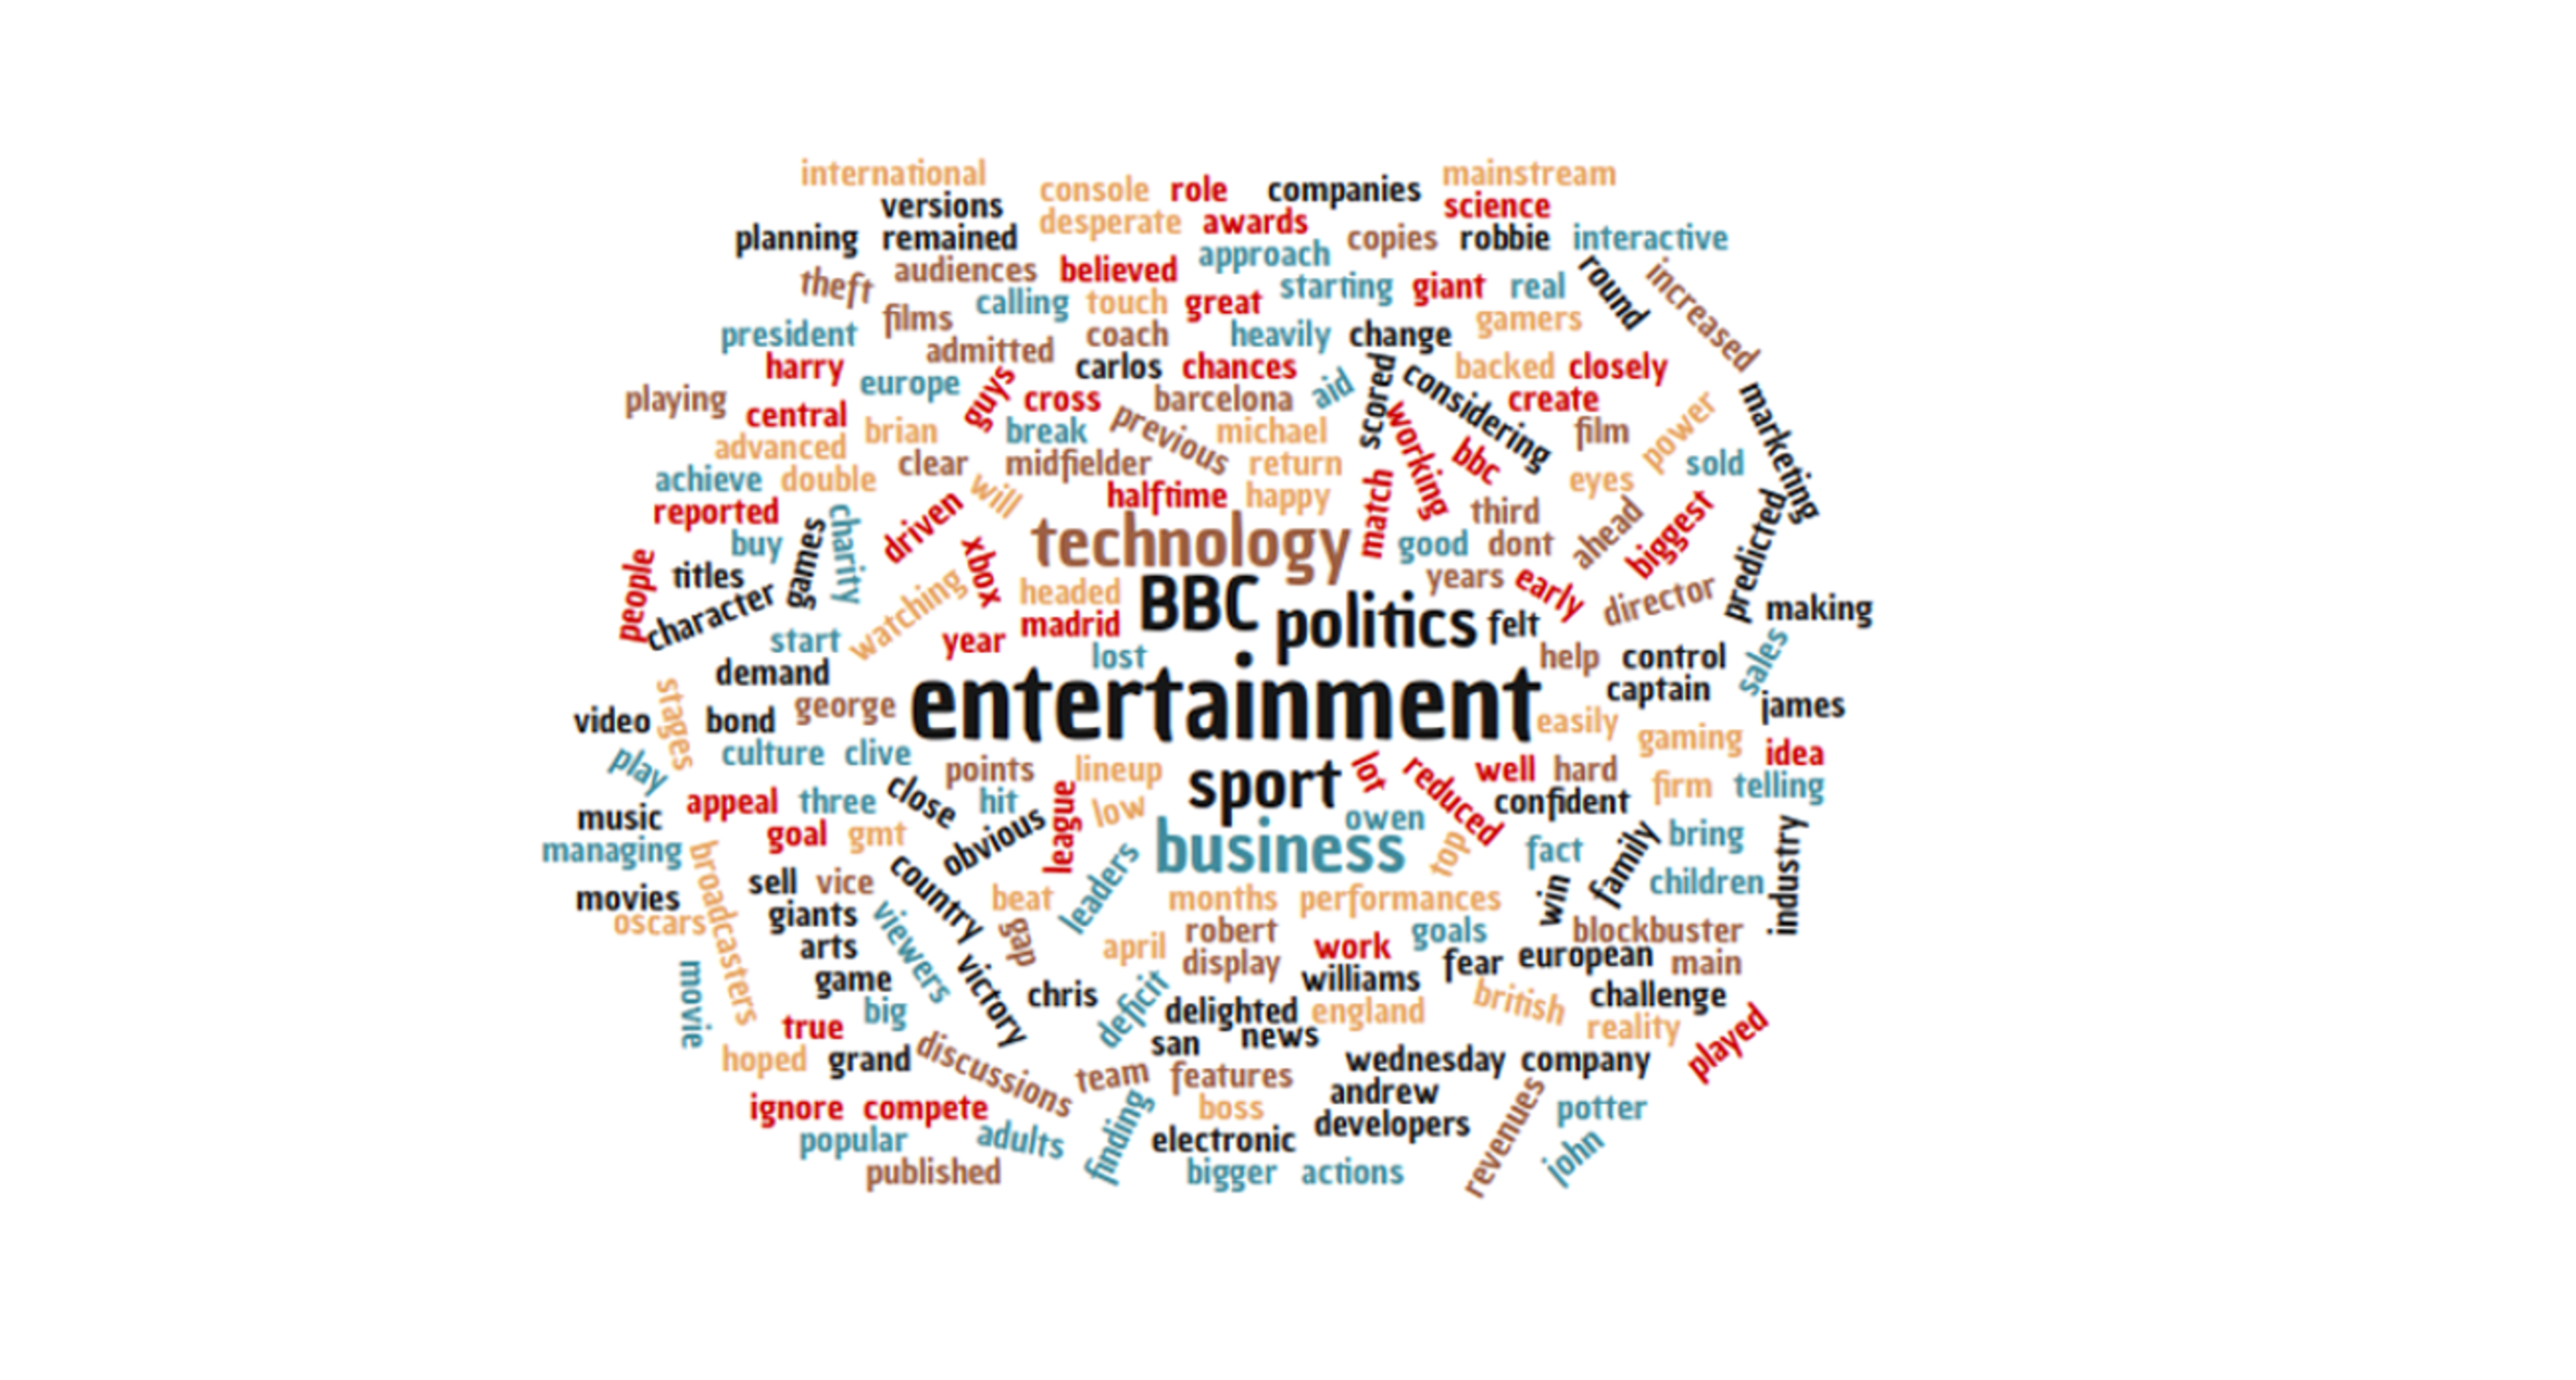 international mainstream
console role companies
versions science
desperate awards
planning remained copies robbie interactive
approach
theft audiences believed round increased
calling touch great starting giant real
films gamers
president coach heavily change
admitted
harry carlos chances scored considering backed closely
europe guys aid
playing cross barcelona create marketing
central previous working power
brian break michael film
advanced bbc
clear midfielder return sold
achieve double will eyes
halftime happy match
reported driven third ahead biggest predicted
games charity
buy xbox technology good dont
people titles watching headed BBC years early director
character making
start year madrid politics felt
demand lost help control sales
stages captain
video bond george entertainment easily james
gaming
play culture clive lot reduced idea
points lineup well hard
close sport firm telling
appeal three hit league low confident
music obvious owen
goal gmt top family bring industry
managing broadcasters country leaders business fact
sell vice children
movies beat months performances win
giants viewers gap
oscars robert goals blockbuster
arts april work
display fear european main
game victory deficit williams british
movie chris challenge
big delighted england
true reality played
san news
hoped grand discussions wednesday company
team features revenues
andrew
ignore compete finding boss potter
developers
popular adults electronic john
published bigger actions